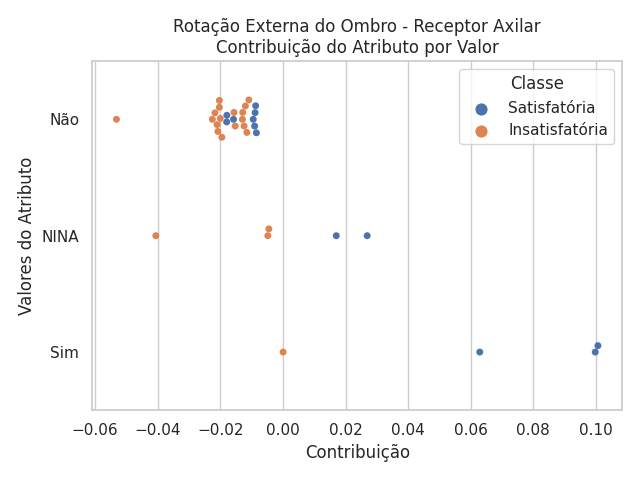 Rotação Externa do Ombro - Receptor Axilar
Contribuição do Atributo por Valor
Classe
Satisfatória
Insatisfatória
Valores do Atributo
Não
NINA
Sim
−0.06 −0.04 −0.02 0.00 0.02 0.04 0.06 0.08 0.10
Contribuição